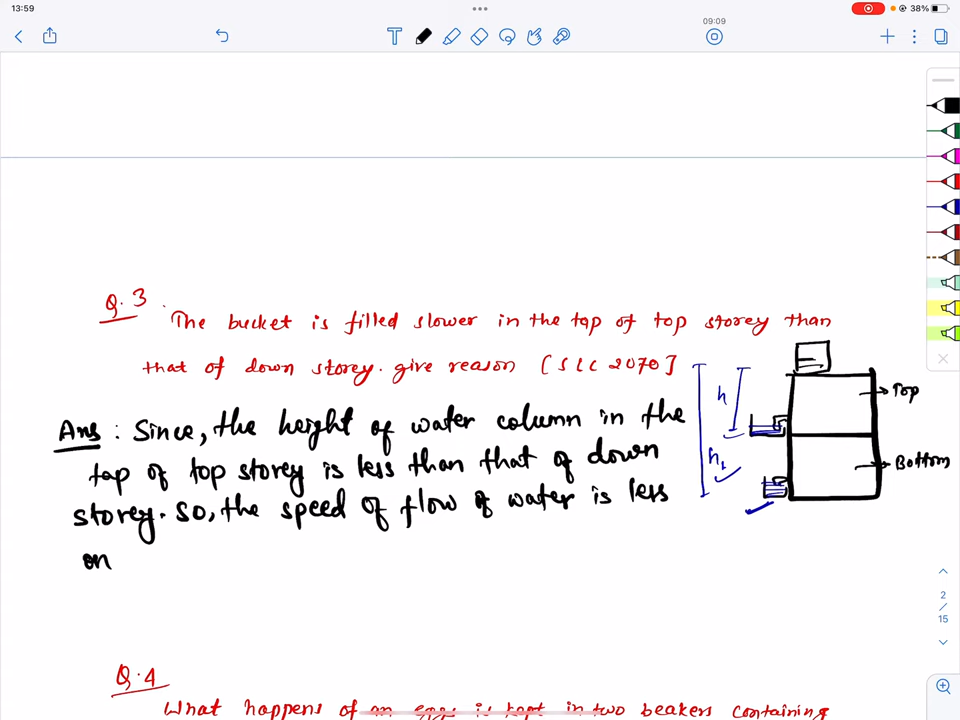 13:59
38%
09:09
T
Q.3
The bucket is filled slower in the tap of top storey than
that of down storey. give reason [SLC 2070]
Ans : Since, the height of water column in the
tap of top storey is less than that of down
storey. So, the speed of flow of water is less
on
h
h₁
Top
Bottom
2
/
15
Q.4
What happens of an egg is kept in two beakers containing